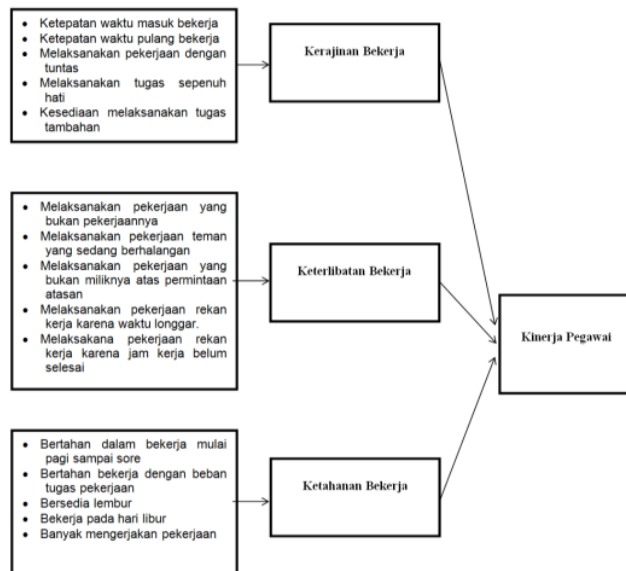 • Ketepatan waktu masuk bekerja
• Ketepatan waktu pulang bekerja
• Melaksanakan pekerjaan dengan
tuntas
• Melaksanakan tugas sepenuh
hati
• Kesediaan melaksanakan tugas
tambahan
Kerajinan Bekerja
• Melaksanakan pekerjaan yang
bukan pekerjaannya
• Melaksanakan pekerjaan teman
yang sedang berhalangan
• Melaksanakan pekerjaan yang
bukan miliknya atas permintaan
atasan
• Melaksanakan pekerjaan rekan
kerja karena waktu longgar.
• Melaksakana pekerjaan rekan
kerja karena jam kerja belum
selesai
Keterlibatan Bekerja
Kinerja Pegawai
• Bertahan dalam bekerja mulai
pagi sampai sore
• Bertahan bekerja dengan beban
tugas pekerjaan
• Bersedia lembur
• Bekerja pada hari libur
• Banyak mengerjakan pekerjaan
Ketahanan Bekerja